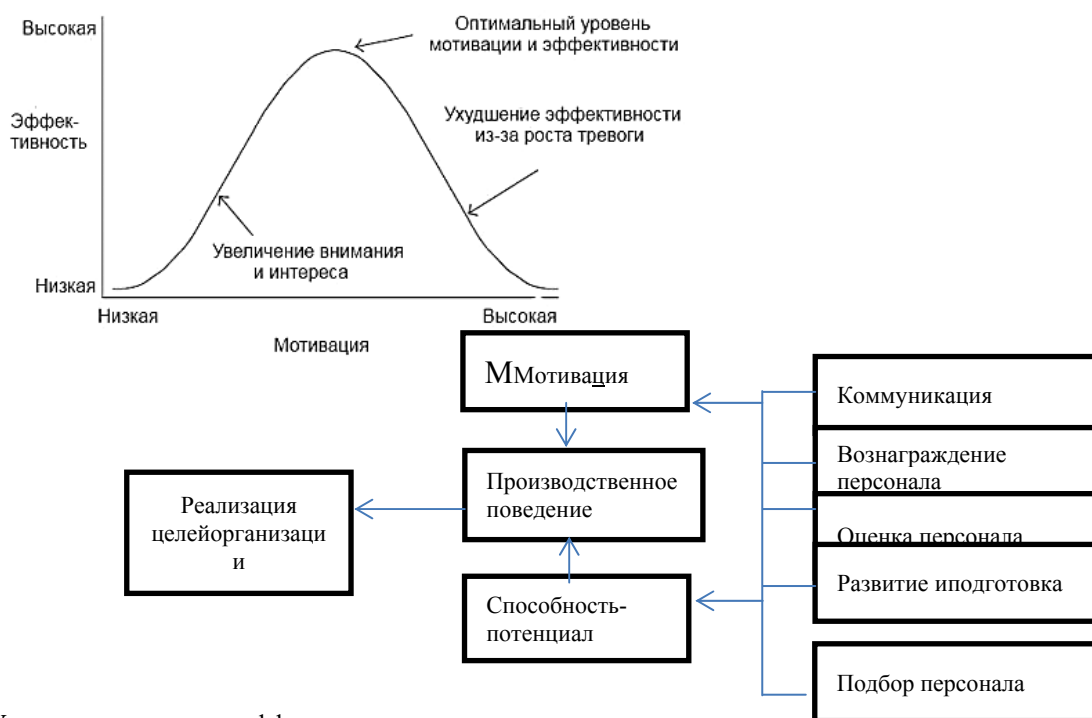 Высокая
Оптимальный уровень
мотивации и эффективности
Эффек-
тивность
Ухудшение эффективности
из-за роста тревоги
Увеличение внимания
и интереса
Низкая
Низкая
Высокая
Мотивация
ММотивация
Коммуникация
Вознаграждение
персонала
Производственное
поведение
Реализация
целейорганизаци
и
Оценка персонала
Развитие иподготовка
Способность-
потенциал
Подбор персонала